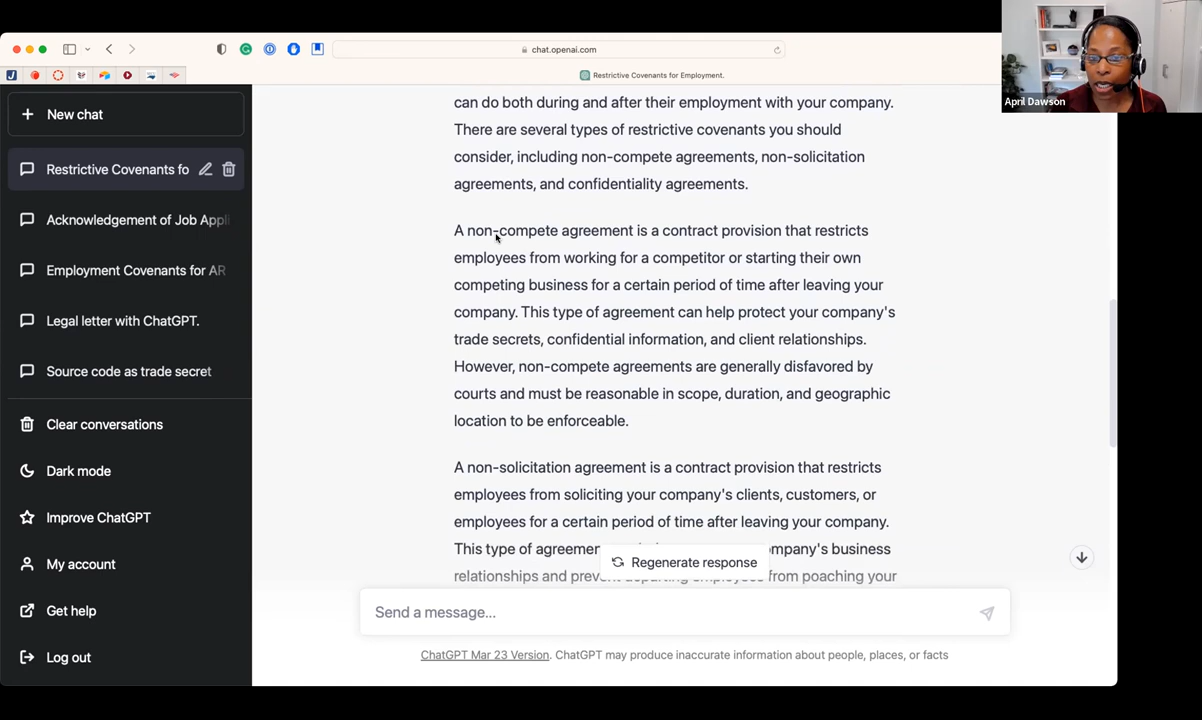 chat.openai.com
Restrictive Covenants for Employment.
April Dawson
New chat
Restrictive Covenants fo
Acknowledgement of Job Appli
Employment Covenants for AR
Legal letter with ChatGPT.
Source code as trade secret
Clear conversations
Dark mode
Improve ChatGPT
My account
Get help
Log out
can do both during and after their employment with your company.
There are several types of restrictive covenants you should
consider, including non-compete agreements, non-solicitation
agreements, and confidentiality agreements.
A non-compete agreement is a contract provision that restricts
employees from working for a competitor or starting their own
competing business for a certain period of time after leaving your
company. This type of agreement can help protect your company's
trade secrets, confidential information, and client relationships.
However, non-compete agreements are generally disfavored by
courts and must be reasonable in scope, duration, and geographic
location to be enforceable.
A non-solicitation agreement is a contract provision that restricts
employees from soliciting your company's clients, customers, or
employees for a certain period of time after leaving your company.
This type of agreemen ompany's business
relationships and prevent departing employees from poaching your
Regenerate response
Send a message...
ChatGPT Mar 23 Version. ChatGPT may produce inaccurate information about people, places, or facts